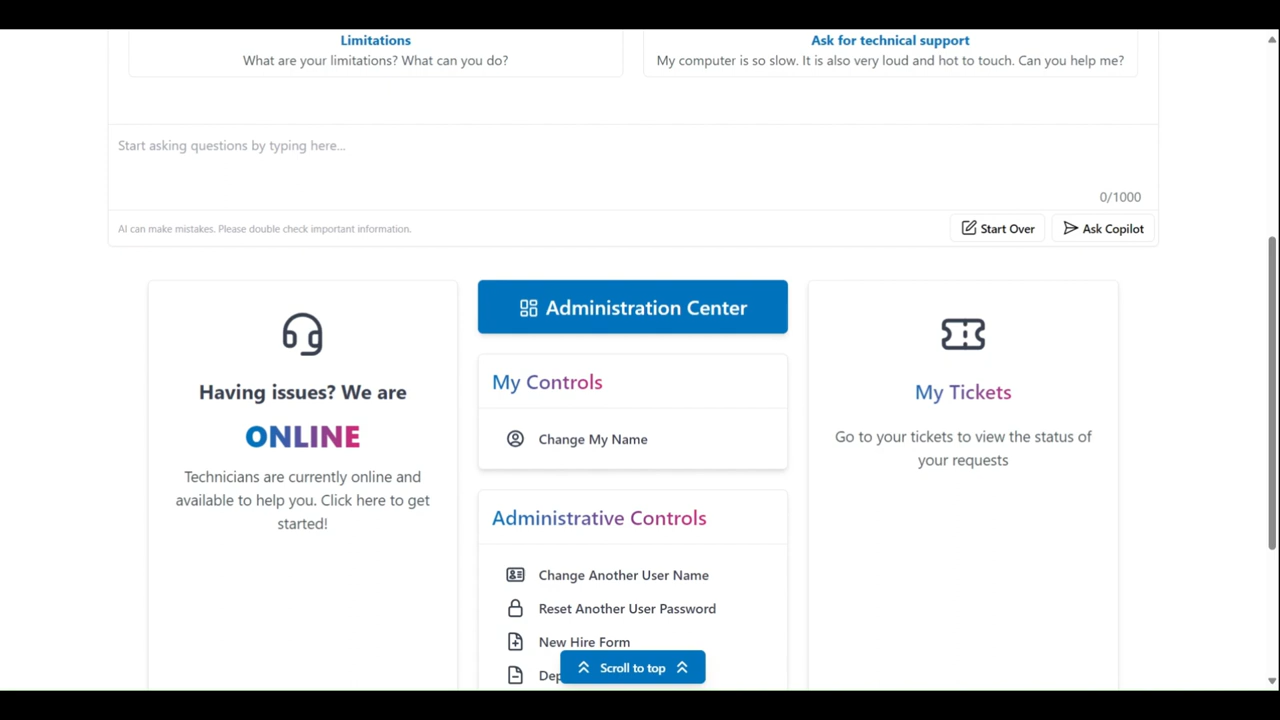 Limitations
What are your limitations? What can you do?
Ask for technical support
My computer is so slow. It is also very loud and hot to touch. Can you help me?
Start asking questions by typing here...
0/1000
AI can make mistakes. Please double check important information.
Start Over
Ask Copilot
Having issues? We are
ONLINE
Technicians are currently online and
available to help you. Click here to get
started!
Administration Center
My Controls
Change My Name
Administrative Controls
Change Another User Name
Reset Another User Password
New Hire Form
Scroll to top
My Tickets
Go to your tickets to view the status of
your requests